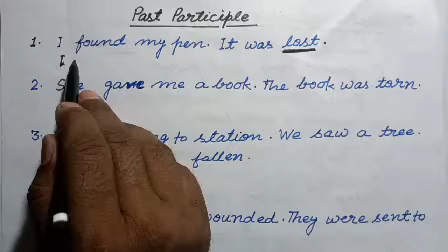 Past Participle
1. I found my pen. It was lost.
I
2. gave me a book. The book was torn.
3. to station. We saw a tree.
fallen.
wounded. They were sent to